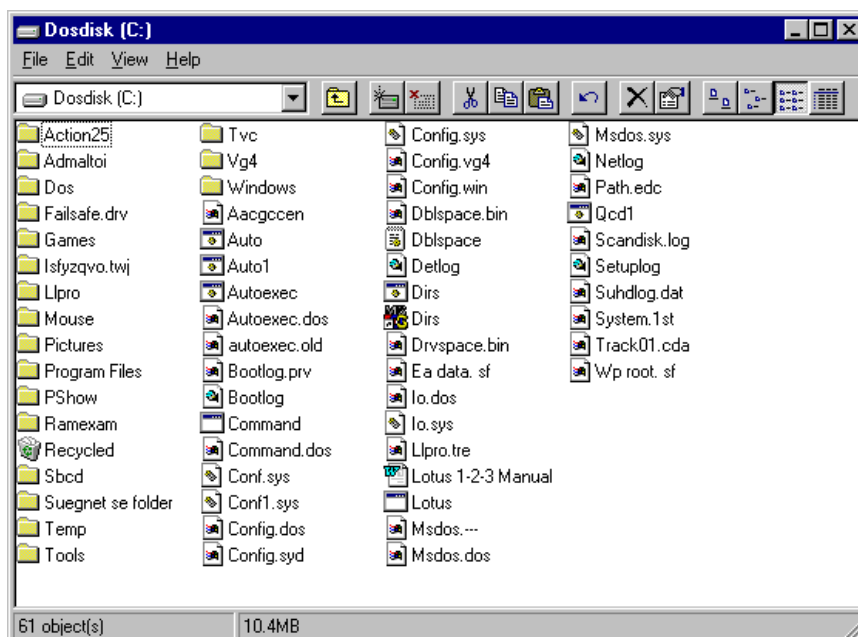 Dosdisk (C:)
File Edit View Help
Dosdisk (C:)
Action25
Admaltoi
Dos
Failsafe.drv
Games
Isfyzqvo.twj
Llpro
Mouse
Pictures
Program Files
PShow
Ramexam
Recycled
Sbcd
Suegnet se folder
Temp
Tools
Tvc
Vg4
Windows
Aacgccen
Auto
Auto1
Autoexec
Autoexec.dos
autoexec.old
Bootlog.prv
Bootlog
Command
Command.dos
Conf.sys
Conf1.sys
Config.dos
Config.syd
Config.sys
Config.vg4
Config.win
Dblspace.bin
Dblspace
Detlog
Dirs
Dirs
Drvspace.bin
Ea data. sf
Io.dos
Io.sys
Llpro.tre
Lotus 1-2-3 Manual
Lotus
Msdos.---
Msdos.dos
Msdos.sys
Netlog
Path.edc
Qcd1
Scandisk.log
Setuplog
Suhdlog.dat
System.1st
Track01.cda
Wp root. sf
61 object(s) 10.4MB